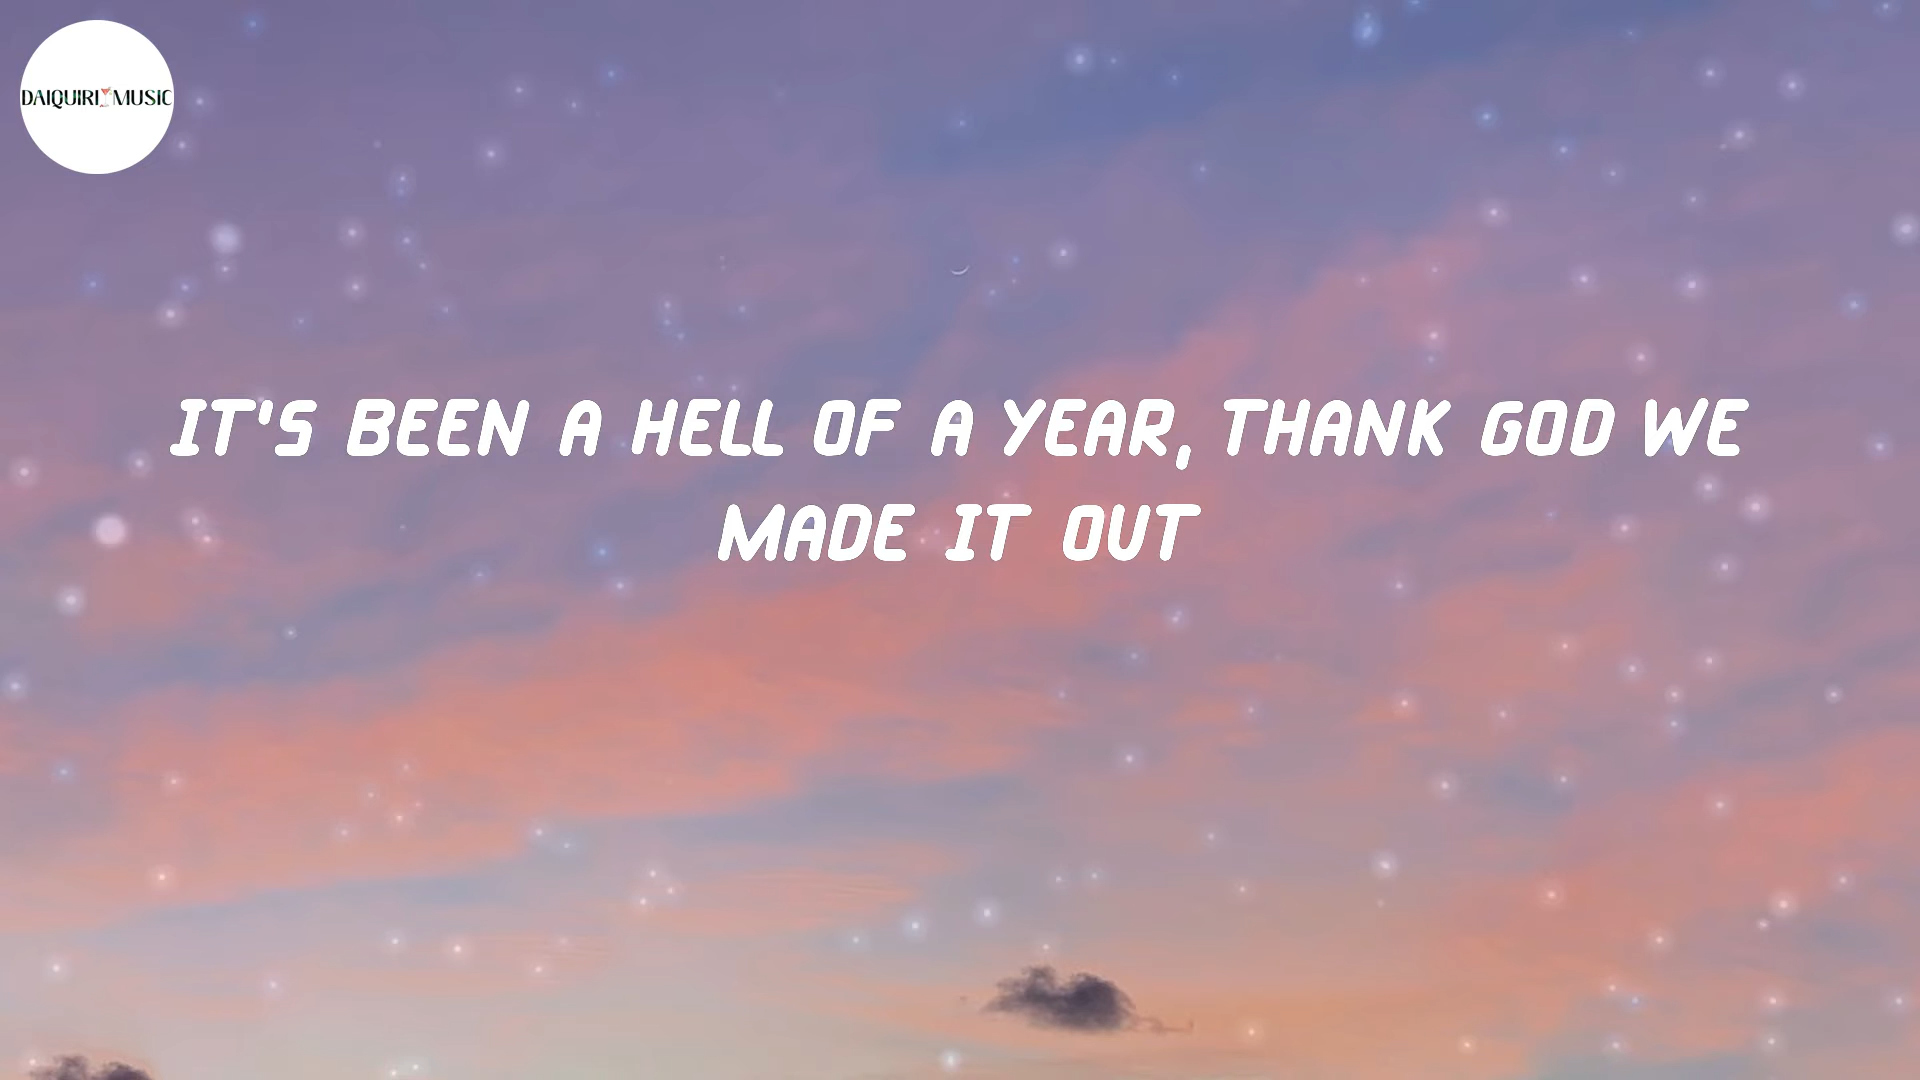 DAIQUIRI MUSIC
IT'S BEEN A HELL OF A YEAR, THANK GOD WE
MADE IT OUT